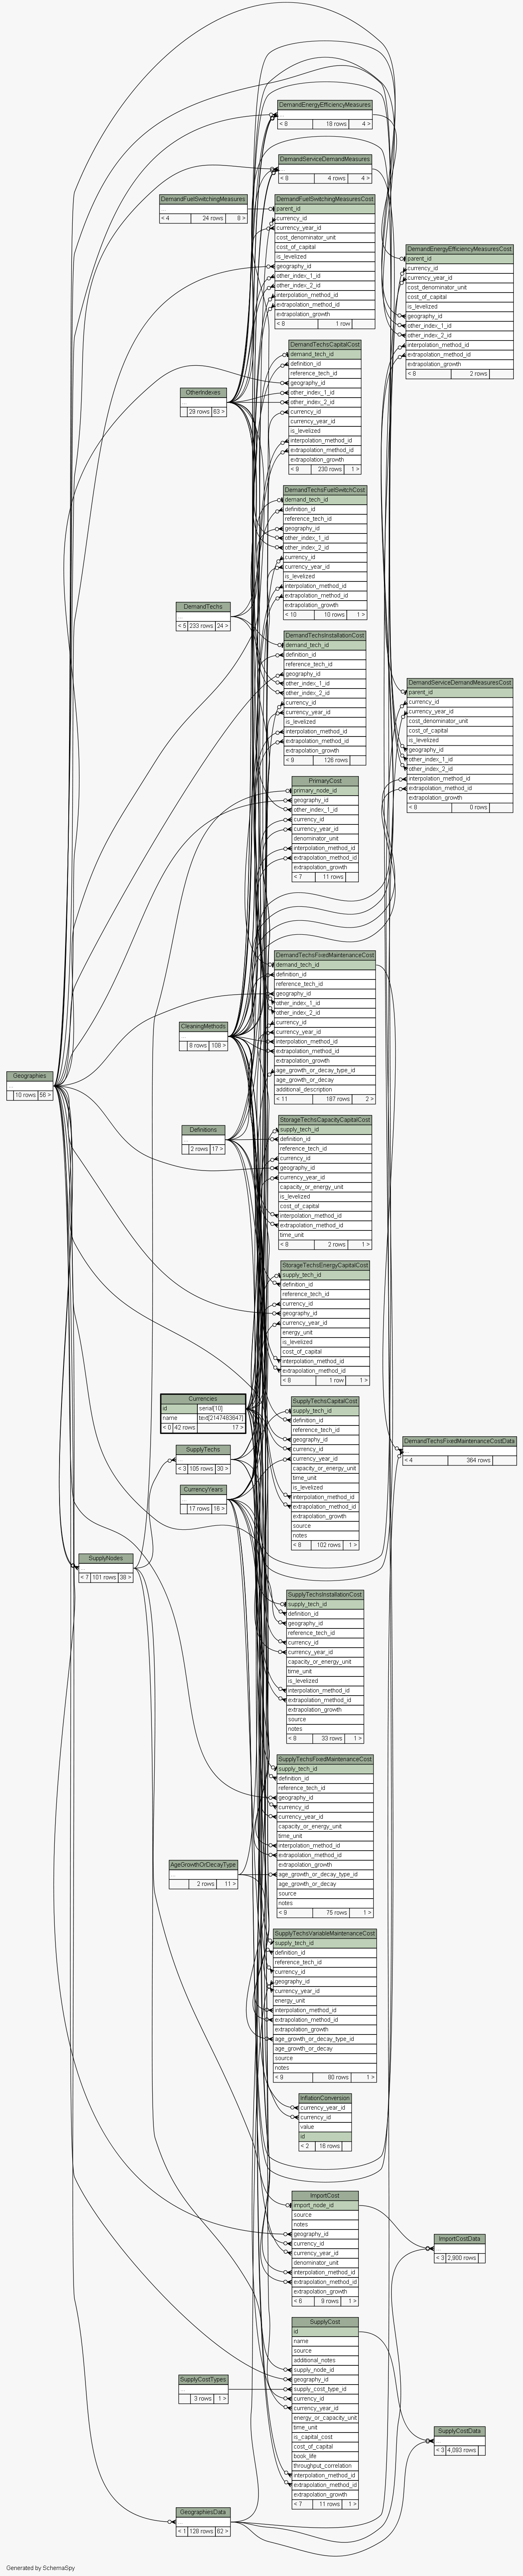 DemandEnergyEfficiencyMeasures
...
< 8 18 rows 4 >
DemandServiceDemandMeasures
...
< 8 4 rows 4 >
DemandFuelSwitchingMeasures
...
< 4 24 rows 8 >
DemandFuelSwitchingMeasuresCost
parent_id
currency_id
currency_year_id
cost_denominator_unit
cost_of_capital
is_levelized
geography_id
other_index_1_id
other_index_2_id
interpolation_method_id
extrapolation_method_id
extrapolation_growth
< 8 1 row
DemandEnergyEfficiencyMeasuresCost
parent_id
currency_id
currency_year_id
cost_denominator_unit
cost_of_capital
is_levelized
geography_id
other_index_1_id
other_index_2_id
interpolation_method_id
extrapolation_method_id
extrapolation_growth
< 8 2 rows
DemandTechsCapitalCost
demand_tech_id
definition_id
reference_tech_id
geography_id
other_index_1_id
other_index_2_id
currency_id
currency_year_id
is_levelized
interpolation_method_id
extrapolation_method_id
extrapolation_growth
< 9 230 rows 1 >
OtherIndexes
...
29 rows 63 >
DemandTechsFuelSwitchCost
demand_tech_id
definition_id
reference_tech_id
geography_id
other_index_1_id
other_index_2_id
currency_id
currency_year_id
is_levelized
interpolation_method_id
extrapolation_method_id
extrapolation_growth
< 10 10 rows 1 >
DemandTechs
...
< 5 233 rows 24 >
DemandTechsInstallationCost
demand_tech_id
definition_id
reference_tech_id
geography_id
other_index_1_id
other_index_2_id
currency_id
currency_year_id
is_levelized
interpolation_method_id
extrapolation_method_id
extrapolation_growth
< 9 126 rows
DemandServiceDemandMeasuresCost
parent_id
currency_id
currency_year_id
cost_denominator_unit
cost_of_capital
is_levelized
geography_id
other_index_1_id
other_index_2_id
interpolation_method_id
extrapolation_method_id
extrapolation_growth
< 8 0 rows
PrimaryCost
primary_node_id
geography_id
other_index_1_id
currency_id
currency_year_id
denominator_unit
interpolation_method_id
extrapolation_method_id
extrapolation_growth
< 7 11 rows
DemandTechsFixedMaintenanceCost
demand_tech_id
definition_id
reference_tech_id
geography_id
other_index_1_id
other_index_2_id
currency_id
currency_year_id
interpolation_method_id
extrapolation_method_id
extrapolation_growth
age_growth_or_decay_type_id
age_growth_or_decay
additional_description
< 11 187 rows 2 >
CleaningMethods
...
8 rows 108 >
Geographies
...
10 rows 56 >
Definitions
...
2 rows 17 >
StorageTechsCapacityCapitalCost
supply_tech_id
definition_id
reference_tech_id
currency_id
geography_id
currency_year_id
capacity_or_energy_unit
is_levelized
cost_of_capital
interpolation_method_id
extrapolation_method_id
time_unit
< 8 2 rows 1 >
StorageTechsEnergyCapitalCost
supply_tech_id
definition_id
reference_tech_id
currency_id
geography_id
currency_year_id
energy_unit
is_levelized
cost_of_capital
interpolation_method_id
extrapolation_method_id
< 8 1 row 1 >
Currencies
id serial[10]
name text[2147483647]
< 0 42 rows 17 >
SupplyTechsCapitalCost
supply_tech_id
definition_id
reference_tech_id
geography_id
currency_id
currency_year_id
capacity_or_energy_unit
time_unit
is_levelized
interpolation_method_id
extrapolation_method_id
extrapolation_growth
source
notes
< 8 102 rows 1 >
DemandTechsFixedMaintenanceCostData
...
< 4 364 rows
SupplyTechs
...
< 3 105 rows 30 >
CurrencyYears
...
17 rows 16 >
SupplyNodes
...
< 7 101 rows 38 >
SupplyTechsInstallationCost
supply_tech_id
definition_id
geography_id
reference_tech_id
currency_id
currency_year_id
capacity_or_energy_unit
time_unit
is_levelized
interpolation_method_id
extrapolation_method_id
extrapolation_growth
source
notes
< 8 33 rows 1 >
SupplyTechsFixedMaintenanceCost
supply_tech_id
definition_id
reference_tech_id
geography_id
currency_id
currency_year_id
capacity_or_energy_unit
time_unit
interpolation_method_id
extrapolation_method_id
extrapolation_growth
age_growth_or_decay_type_id
age_growth_or_decay
source
notes
< 9 75 rows 1 >
AgeGrowthOrDecayType
...
2 rows 11 >
SupplyTechsVariableMaintenanceCost
supply_tech_id
definition_id
reference_tech_id
currency_id
geography_id
currency_year_id
energy_unit
interpolation_method_id
extrapolation_method_id
extrapolation_growth
age_growth_or_decay_type_id
age_growth_or_decay
source
notes
< 9 80 rows 1 >
InflationConversion
currency_year_id
currency_id
value
id
< 2 16 rows
ImportCost
import_node_id
source
notes
geography_id
currency_id
currency_year_id
denominator_unit
interpolation_method_id
extrapolation_method_id
extrapolation_growth
< 6 9 rows 1 >
ImportCostData
...
< 3 2,900 rows
SupplyCost
id
name
source
additional_notes
supply_node_id
geography_id
supply_cost_type_id
currency_id
currency_year_id
energy_or_capacity_unit
time_unit
is_capital_cost
cost_of_capital
book_life
throughput_correlation
interpolation_method_id
extrapolation_method_id
extrapolation_growth
< 7 11 rows 1 >
SupplyCostTypes
...
3 rows 1 >
SupplyCostData
...
< 3 4,093 rows
GeographiesData
...
< 1 128 rows 62 >
Generated by SchemaSpy